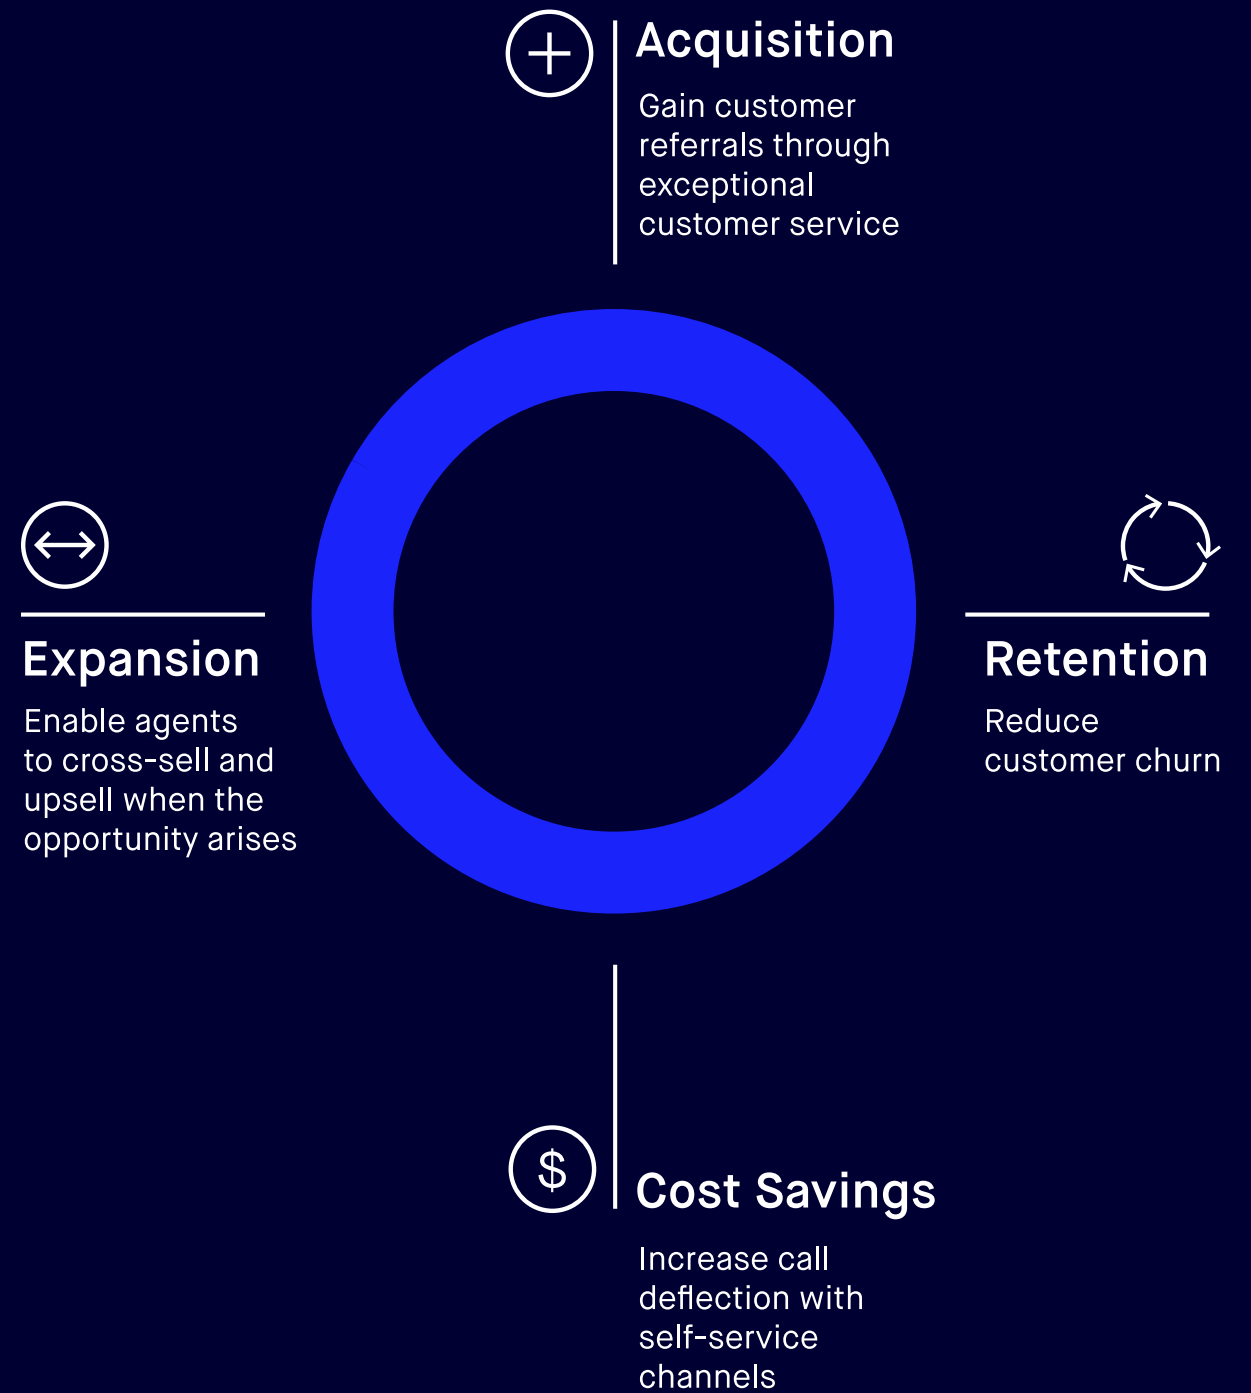 Acquisition
Gain customer
referrals through
exceptional
customer service
Expansion
Enable agents
to cross-sell and
upsell when the
opportunity arises
Retention
Reduce
customer churn
$
Cost Savings
Increase call
deflection with
self-service
channels